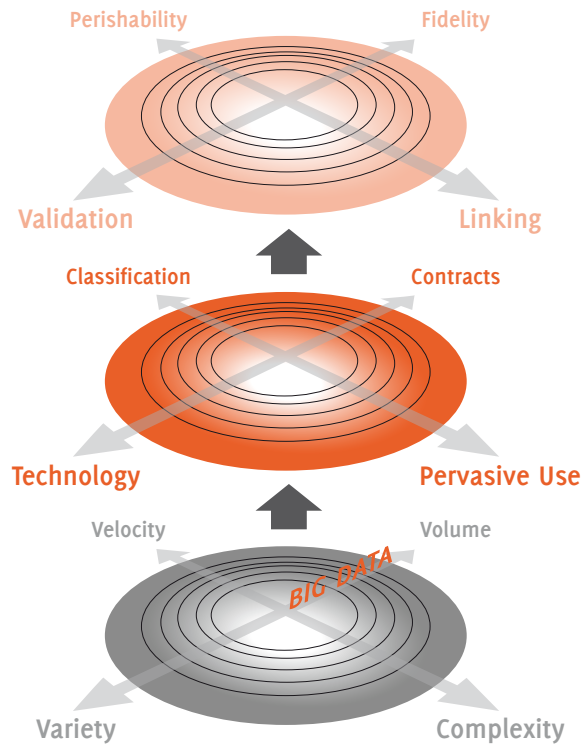 Perishability
Fidelity
Validation
Linking
Classification
Contracts
Technology
Pervasive Use
Velocity
Volume
BIG DATA
Variety
Complexity